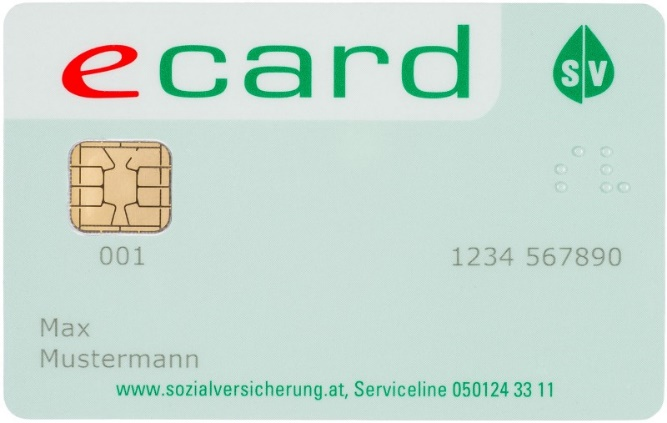 ecard
SV
001
1234 567890
Max
Mustermann
www.sozialversicherung.at, Serviceline 050124 33 11